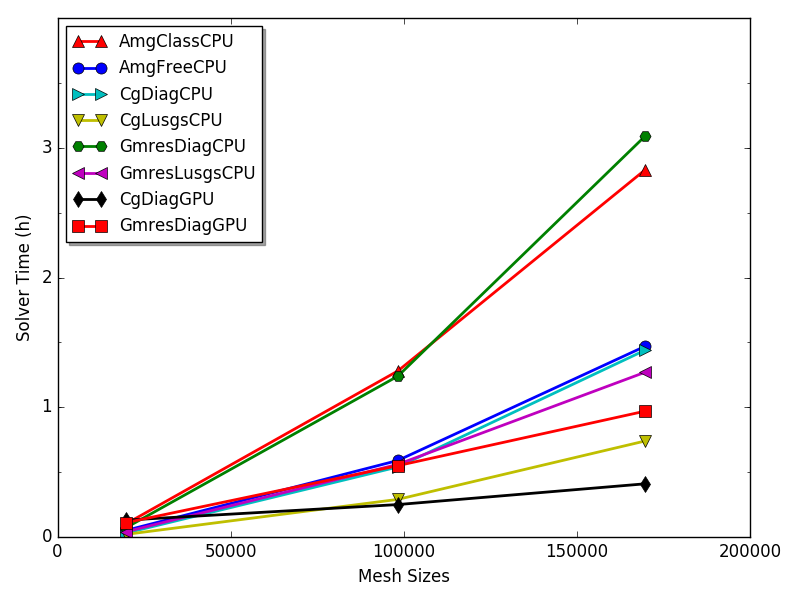 AmgClassCPU
AmgFreeCPU
CgDiagCPU
CgLusgsCPU
GmresDiagCPU
GmresLusgsCPU
CgDiagGPU
GmresDiagGPU
3
2
1
0
Solver Time (h)
0 50000 100000 150000 200000
Mesh Sizes